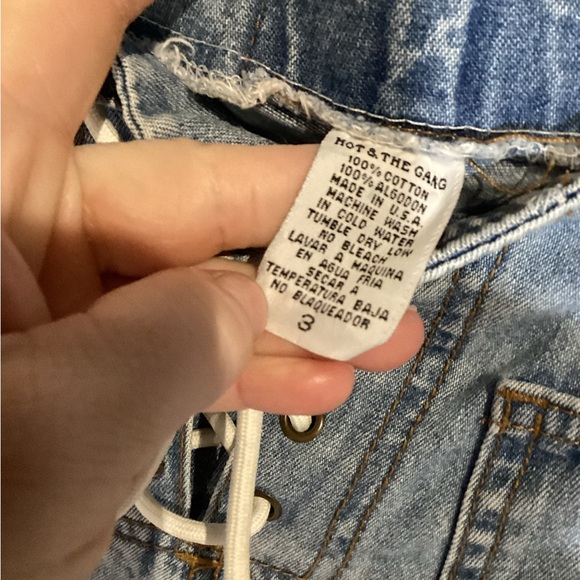 HOT & THE GANG
100% COTTON
100% ALGODON
MADE IN U.S.A
MACHINE WASH
IN COLD WATER
TUMBLE DRY LOW
NO BLEACH
LAVAR A MAQUINA
EN AGUA FRIA
SECAR A
TEMPERATURA BAJA
NO BLAQUEADOR
3